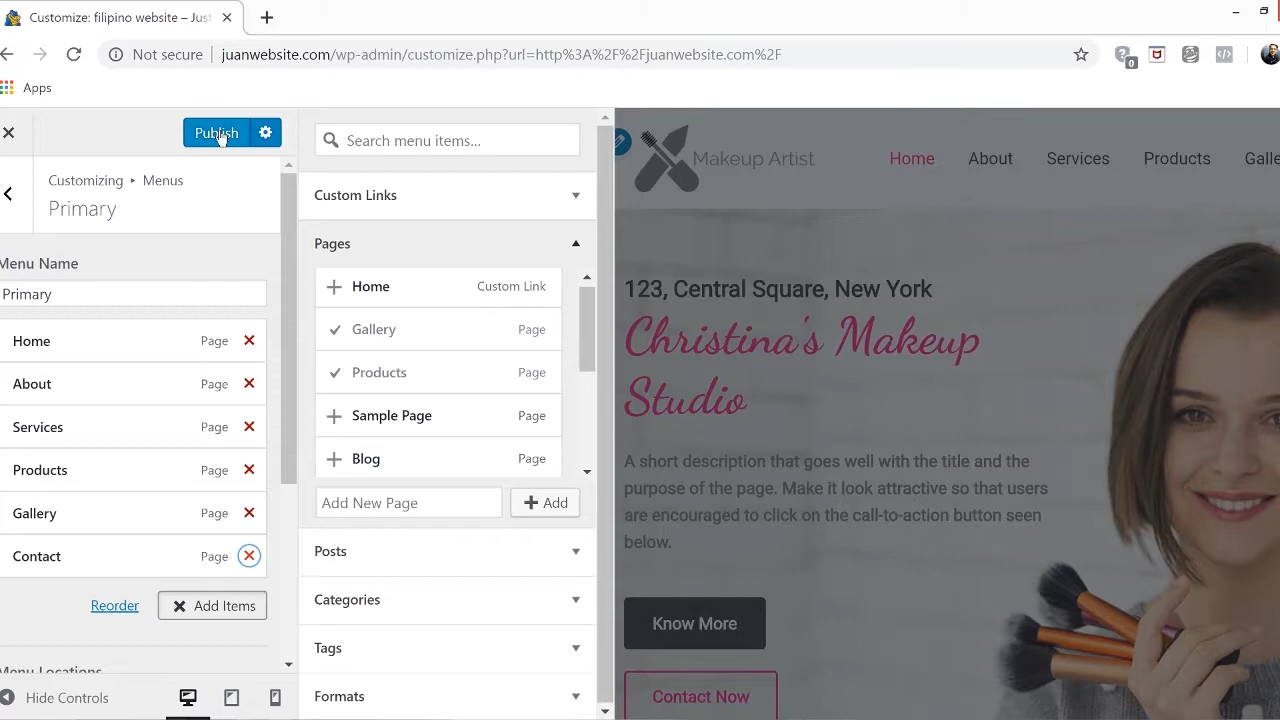 Customize: filipino website – Just
Not secure
juanwebsite.com/wp-admin/customize.php?url=http%3A%2F%2Fjuanwebsite.com%2F
0
Apps
Publish
Customizing ▸ Menus
Primary
Menu Name
Primary
Home Page
About Page
Services Page
Products Page
Gallery Page
Contact Page
Reorder
Add Items
Menu Locations
Hide Controls
Search menu items...
Custom Links
Pages
Home Custom Link
Gallery Page
Products Page
Sample Page Page
Blog Page
Add New Page
Add
Posts
Categories
Tags
Formats
Makeup Artist
Home About Services Products Galle
123, Central Square, New York
Christina's Makeup
Studio
A short description that goes well with the title and the
purpose of the page. Make it look attractive so that users
are encouraged to click on the call-to-action button seen
below.
Know More
Contact Now